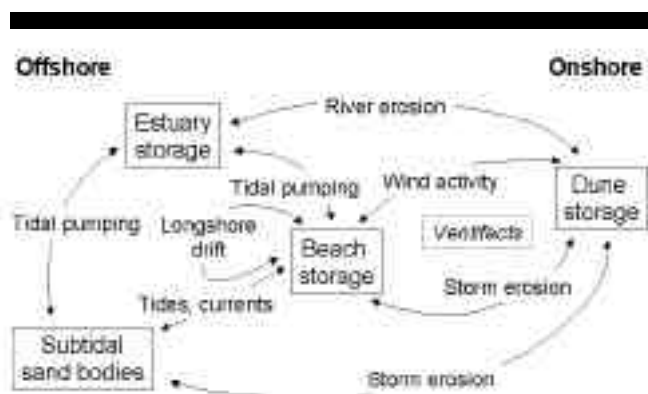 Offshore
Onshore
River erosion
Estuary
storage
Tidal pumping
Wind activity
Dune
storage
Tidal pumping
Longshore
drift
Ventifacts
Beach
storage
Storm erosion
Tides, currents
Subtidal
sand bodies
Storm erosion